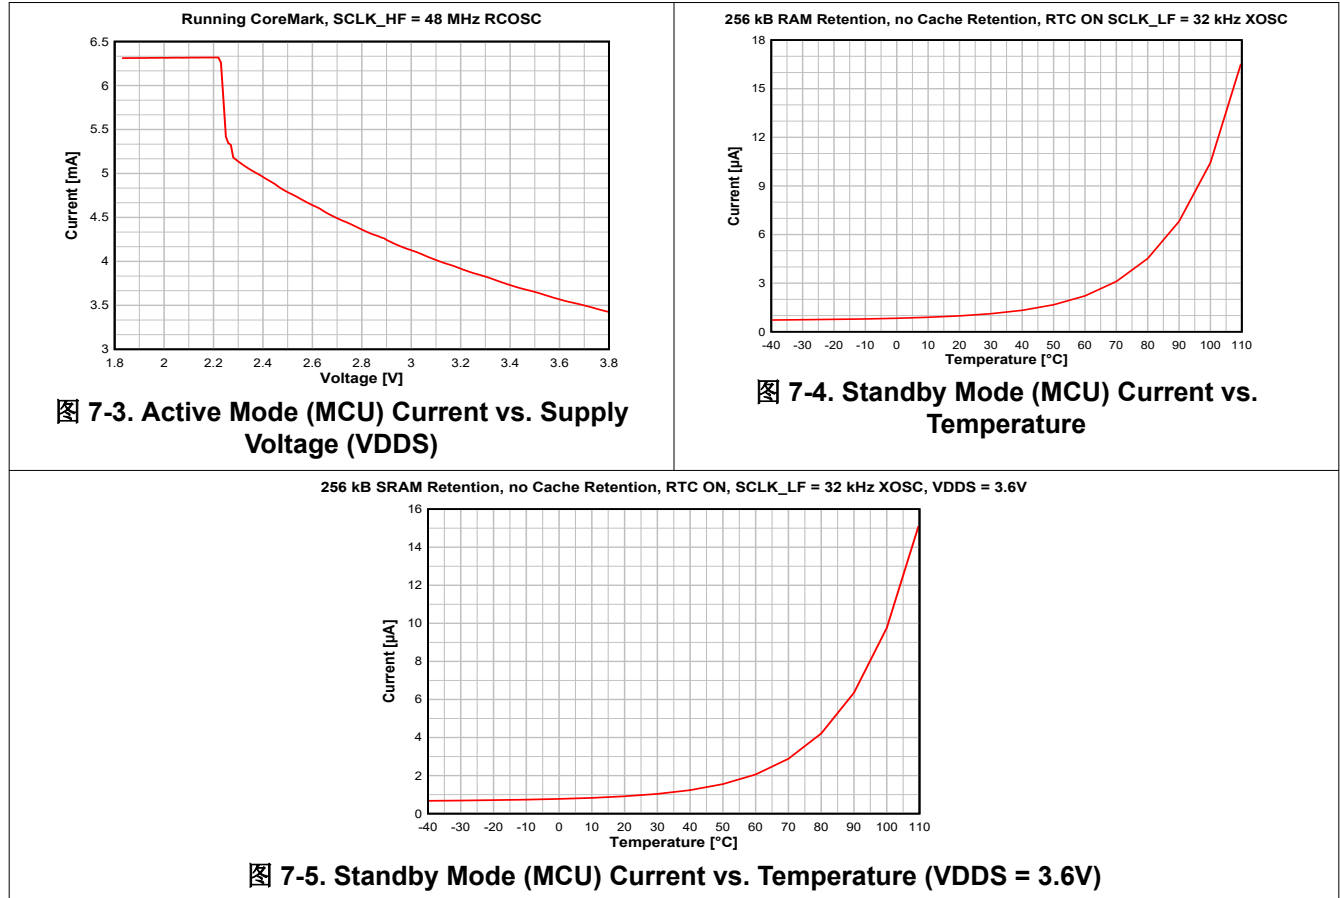 Running CoreMark, SCLK_HF = 48 MHz RCOSC
6.5
6
5.5
5
4.5
4
3.5
3
Current [mA]
1.8 2 2.2 2.4 2.6 2.8 3 3.2 3.4 3.6 3.8
Voltage [V]
图 7-3. Active Mode (MCU) Current vs. Supply
Voltage (VDDS)
256 kB RAM Retention, no Cache Retention, RTC ON SCLK_LF = 32 kHz XOSC
18
15
12
9
6
3
0
Current [µA]
-40 -30 -20 -10 0 10 20 30 40 50 60 70 80 90 100 110
Temperature [°C]
图 7-4. Standby Mode (MCU) Current vs.
Temperature
256 kB SRAM Retention, no Cache Retention, RTC ON, SCLK_LF = 32 kHz XOSC, VDDS = 3.6V
16
14
12
10
8
6
4
2
0
Current [µA]
-40 -30 -20 -10 0 10 20 30 40 50 60 70 80 90 100 110
Temperature [°C]
图 7-5. Standby Mode (MCU) Current vs. Temperature (VDDS = 3.6V)